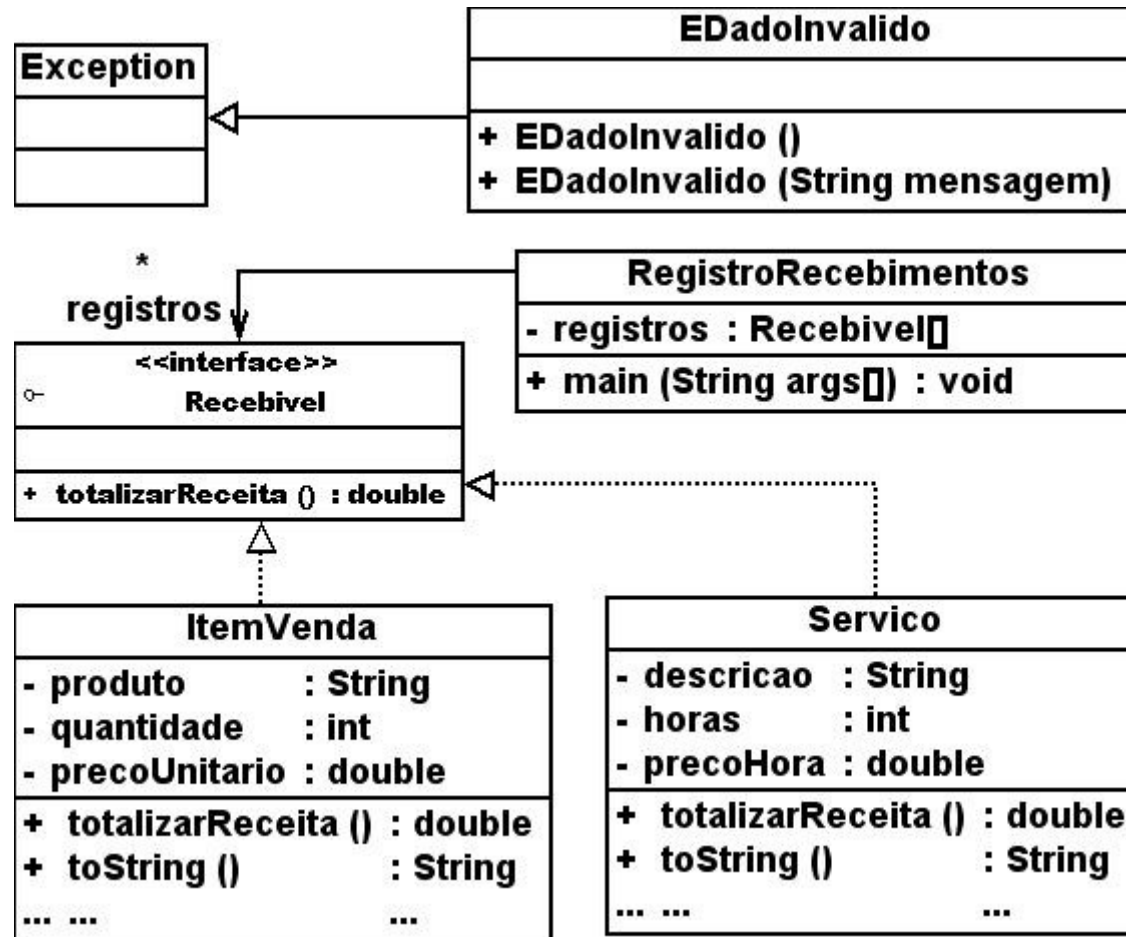 Exception
EDadoInvalido
+ EDadoInvalido ()
+ EDadoInvalido (String mensagem)
*
registros
RegistroRecebimentos
- registros : Recebivel[]
+ main (String args[]) : void
<<interface>>
Recebivel
+ totalizarReceita () : double
ItemVenda
- produto : String
- quantidade : int
- precoUnitario : double
+ totalizarReceita () : double
+ toString () : String
... ... ...
Servico
- descricao : String
- horas : int
- precoHora : double
+ totalizarReceita () : double
+ toString () : String
... ... ...